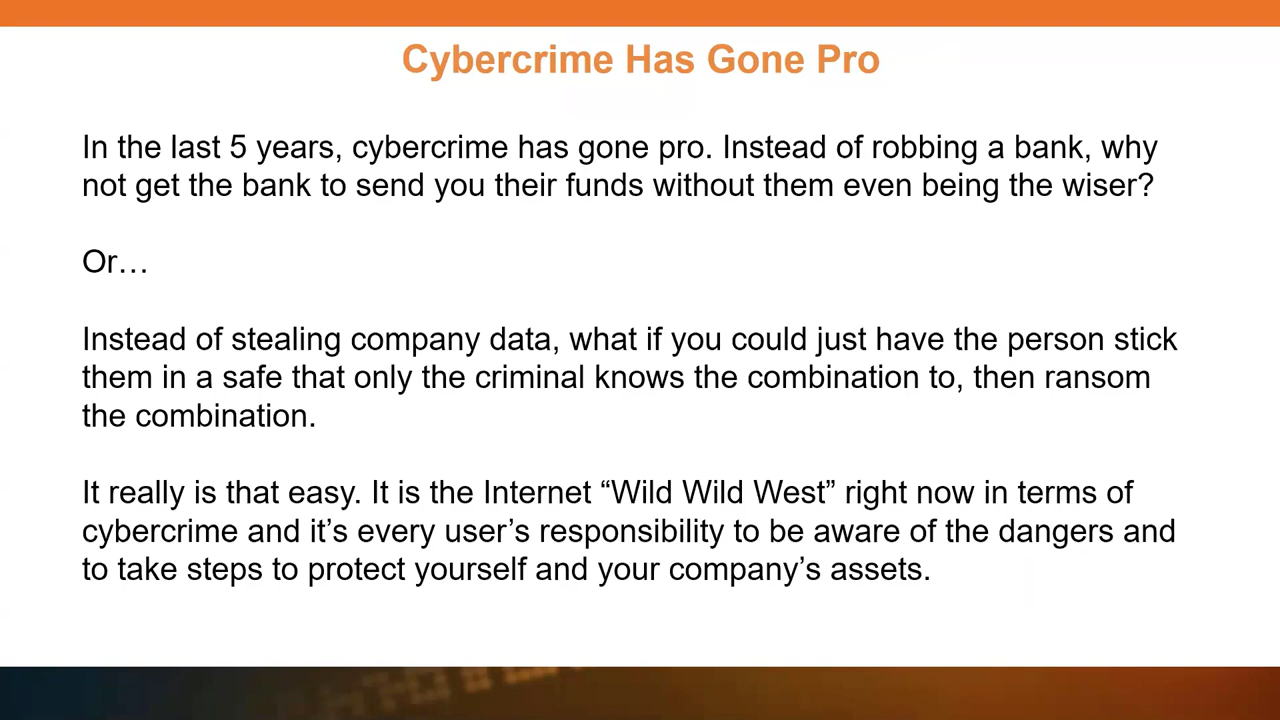 Cybercrime Has Gone Pro
In the last 5 years, cybercrime has gone pro. Instead of robbing a bank, why
not get the bank to send you their funds without them even being the wiser?
Or…
Instead of stealing company data, what if you could just have the person stick
them in a safe that only the criminal knows the combination to, then ransom
the combination.
It really is that easy. It is the Internet “Wild Wild West” right now in terms of
cybercrime and it’s every user’s responsibility to be aware of the dangers and
to take steps to protect yourself and your company’s assets.